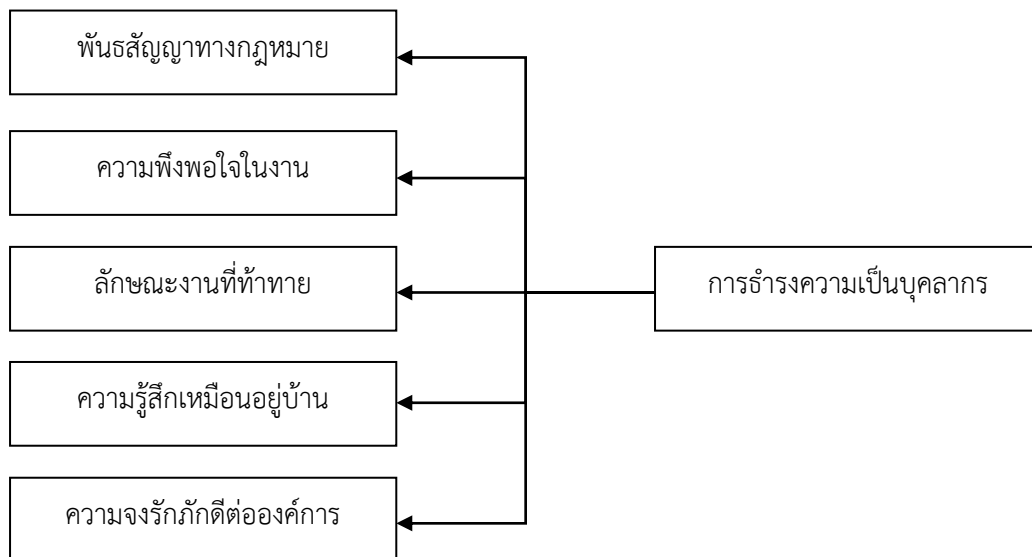 พันธสัญญาทางกฎหมาย
ความพึงพอใจในงาน
ลักษณะงานที่ท้าทาย
การธำรงความเป็นบุคลากร
ความรู้สึกเหมือนอยู่บ้าน
ความจงรักภักดีต่อองค์การ